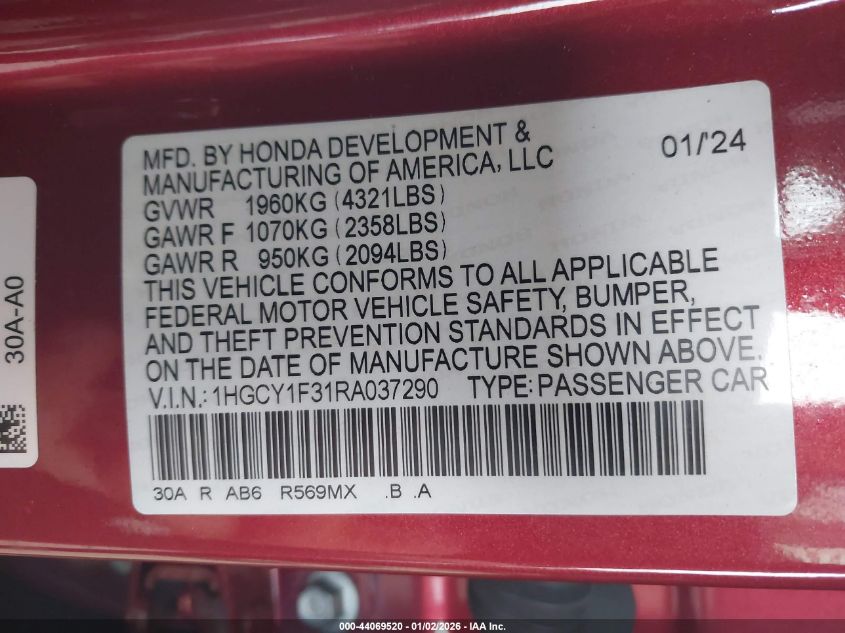 MFD. BY HONDA DEVELOPMENT &
MANUFACTURING OF AMERICA, LLC
01/'24
GVWR 1960KG (4321LBS)
GAWR F 1070KG (2358LBS)
GAWR R 950KG (2094LBS)
THIS VEHICLE CONFORMS TO ALL APPLICABLE
FEDERAL MOTOR VEHICLE SAFETY, BUMPER,
AND THEFT PREVENTION STANDARDS IN EFFECT
ON THE DATE OF MANUFACTURE SHOWN ABOVE.
V.I.N.: 1HGCY1F31RA037290 TYPE: PASSENGER CAR
30A R AB6 R569MX .B .A
30A-A0
000-44069520 - 01/02/2026 - IAA Inc.